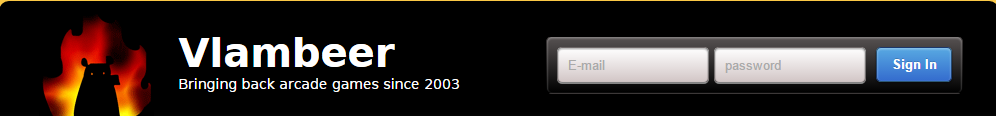 Vlambeer
Bringing back arcade games since 2003
E-mail
password
Sign In